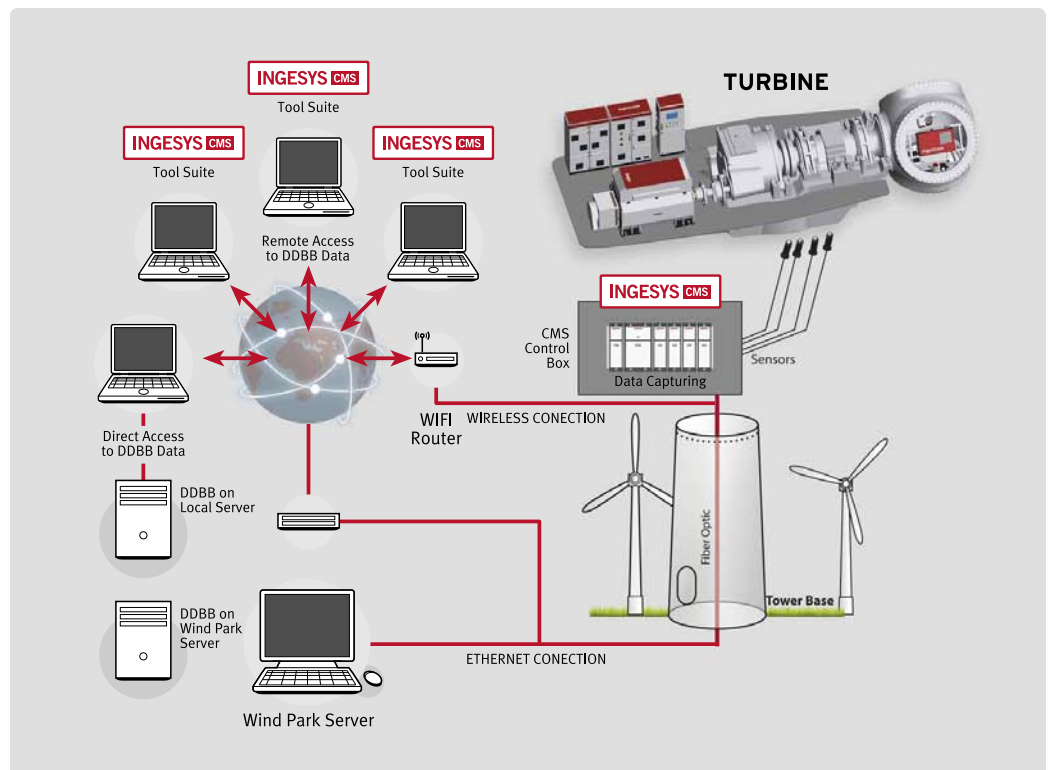 INGESYS CMS
Tool Suite
INGESYS CMS
Tool Suite
INGESYS CMS
Tool Suite
Remote Access
to DDBB Data
TURBINE
INGESYS CMS
CMS
Control
Box
Data Capturing
Sensors
WIFI
Router
WIRELESS CONECTION
Direct Access
to DDBB Data
DDBB on
Local Server
DDBB on
Wind Park
Server
Fiber Optic
Tower Base
ETHERNET CONECTION
Wind Park Server